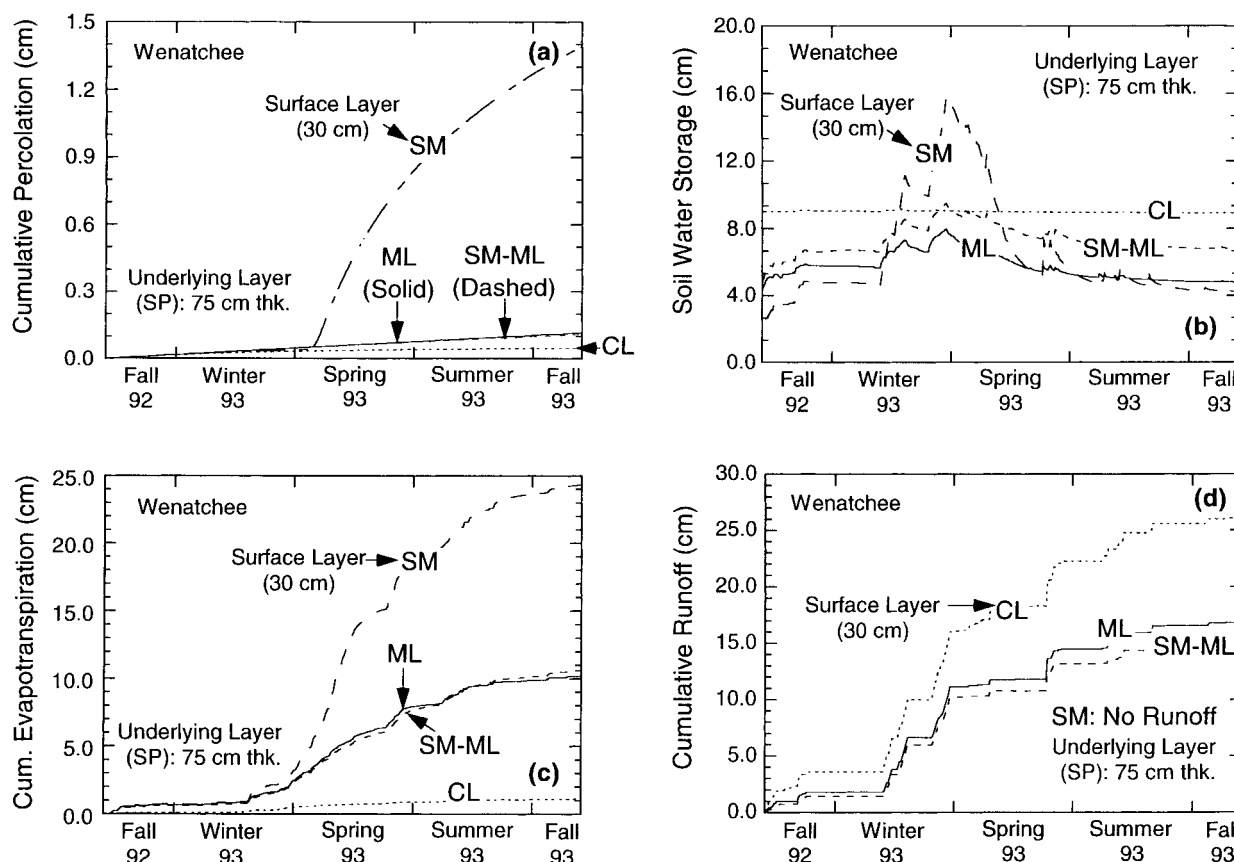 Cumulative Percolation (cm)
1.5
1.2
0.9
0.6
0.3
0.0
Wenatchee
(a)
Surface Layer
(30 cm)
SM
ML
(Solid)
SM-ML
(Dashed)
Underlying Layer
(SP): 75 cm thk.
CL
Fall
92
Winter
93
Spring
93
Summer
93
Fall
93
Soil Water Storage (cm)
20.0
16.0
12.0
8.0
4.0
0.0
Wenatchee
Underlying Layer
(SP): 75 cm thk.
Surface Layer
(30 cm)
SM
CL
ML
SM-ML
(b)
Fall
92
Winter
93
Spring
93
Summer
93
Fall
93
Cum. Evapotranspiration (cm)
25.0
20.0
15.0
10.0
5.0
0.0
Wenatchee
Surface Layer
(30 cm)
SM
ML
Underlying Layer
(SP): 75 cm thk.
SM-ML
(c)
CL
Fall
92
Winter
93
Spring
93
Summer
93
Fall
93
Cumulative Runoff (cm)
30.0
25.0
20.0
15.0
10.0
5.0
0.0
Wenatchee
(d)
Surface Layer
(30 cm)
CL
ML
SM-ML
SM: No Runoff
Underlying Layer
(SP): 75 cm thk.
Fall
92
Winter
93
Spring
93
Summer
93
Fall
93